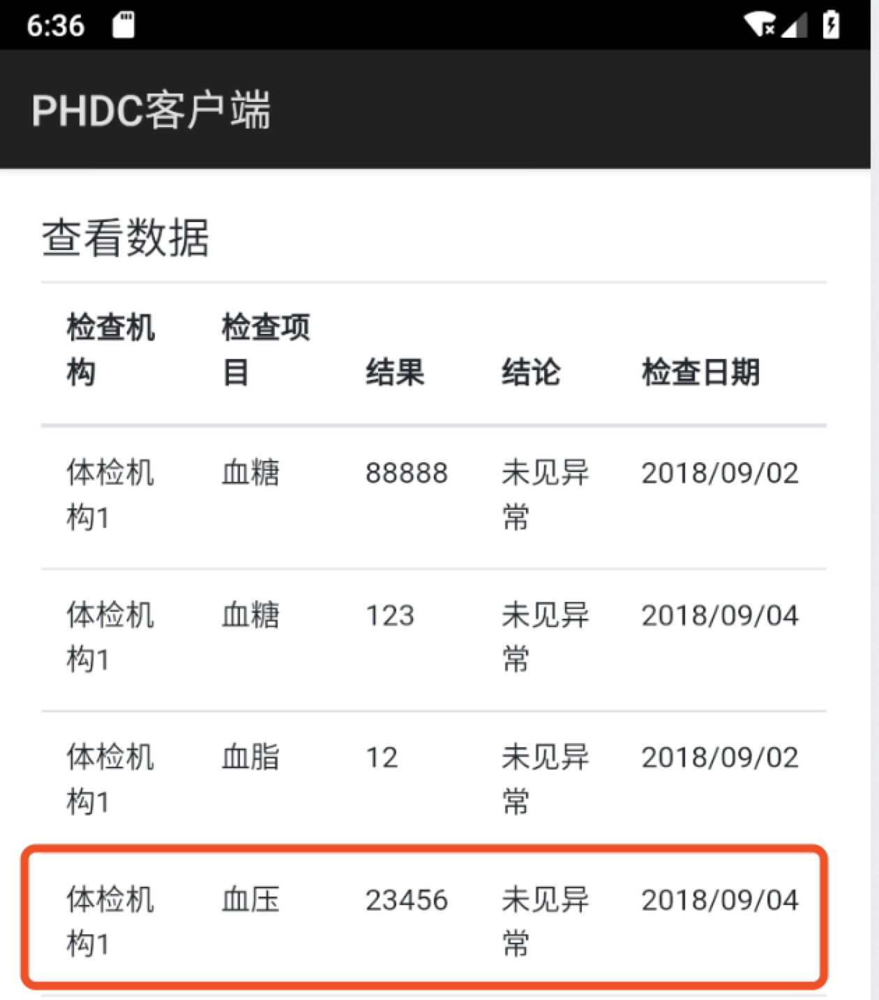 6:36
PHDC客户端
查看数据
检查机
构
检查项
目
结果
结论
检查日期
体检机
构1
血糖
88888
未见异
常
2018/09/02
体检机
构1
血糖
123
未见异
常
2018/09/04
体检机
构1
血脂
12
未见异
常
2018/09/02
体检机
构1
血压
23456
未见异
常
2018/09/04